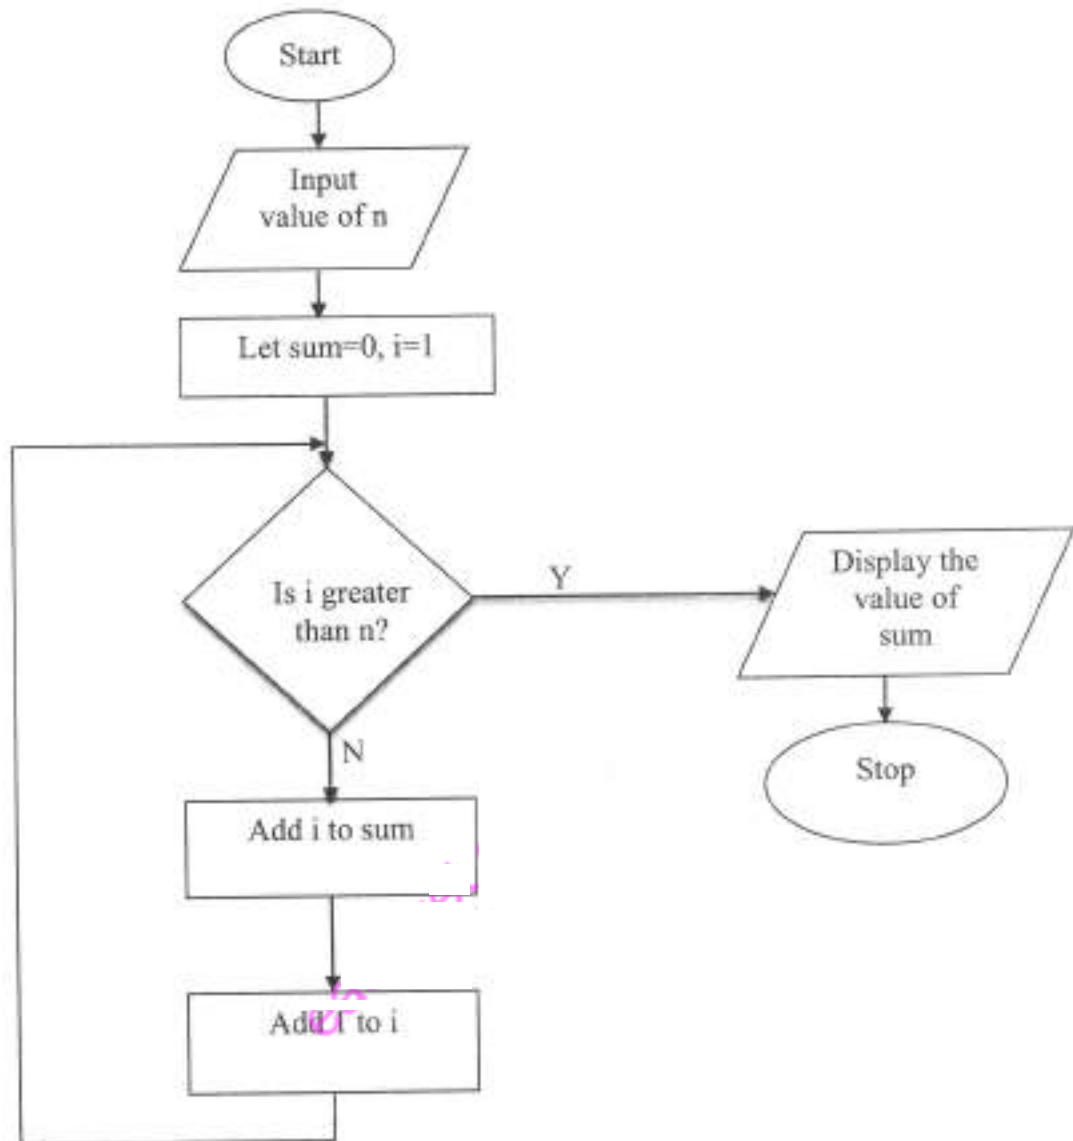 Start
Input
value of n
Let sum=0, i=1
Is i greater
than n?
Y
Display the
value of
sum
Stop
N
Add i to sum
Add 1 to i